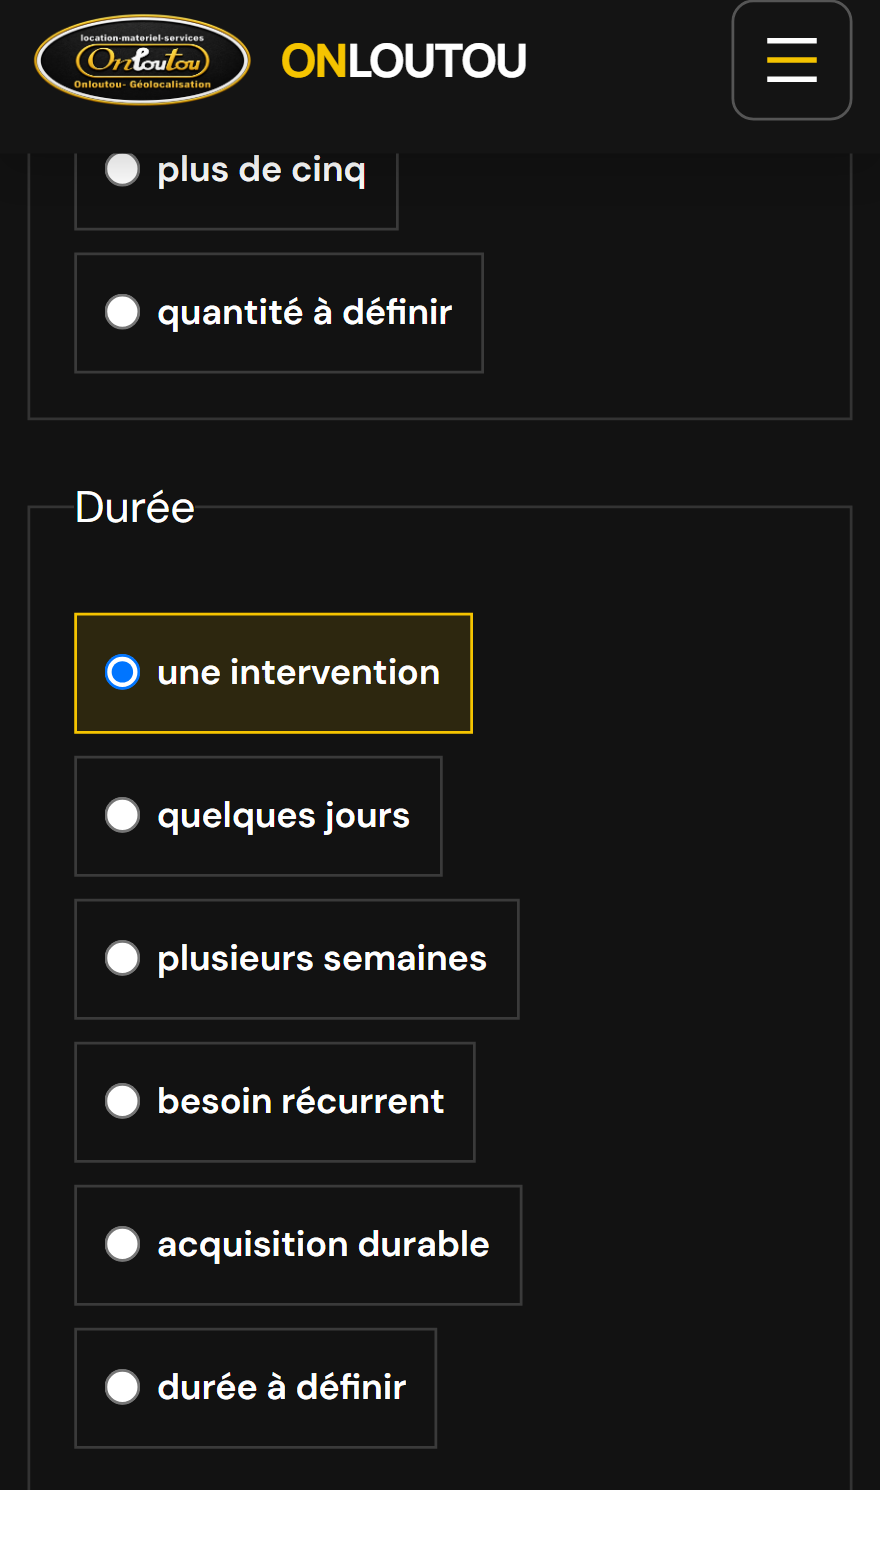 location-materiel-services
Onloutou
Onloutou- Géolocalisation
ONLOUTOU
plus de cinq
quantité à définir
Durée
une intervention
quelques jours
plusieurs semaines
besoin récurrent
acquisition durable
durée à définir